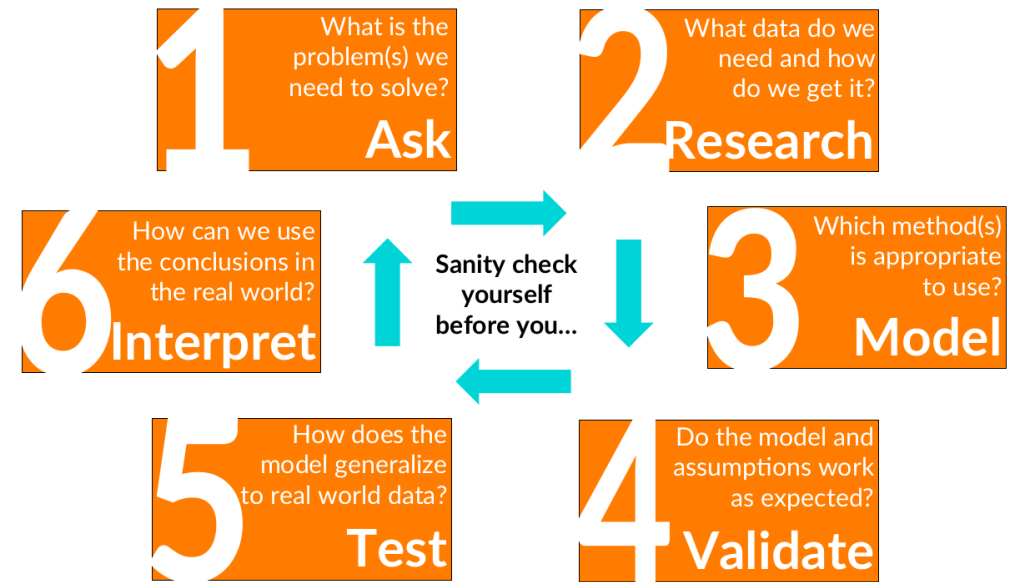 1
What is the
problem(s) we
need to solve?
Ask
2
What data do we
need and how
do we get it?
Research
3
Which method(s)
is appropriate
to use?
Model
4
Do the model and
assumptions work
as expected?
Validate
5
How does the
model generalize
to real world data?
Test
6
How can we use
the conclusions in
the real world?
Interpret
Sanity check
yourself
before you...